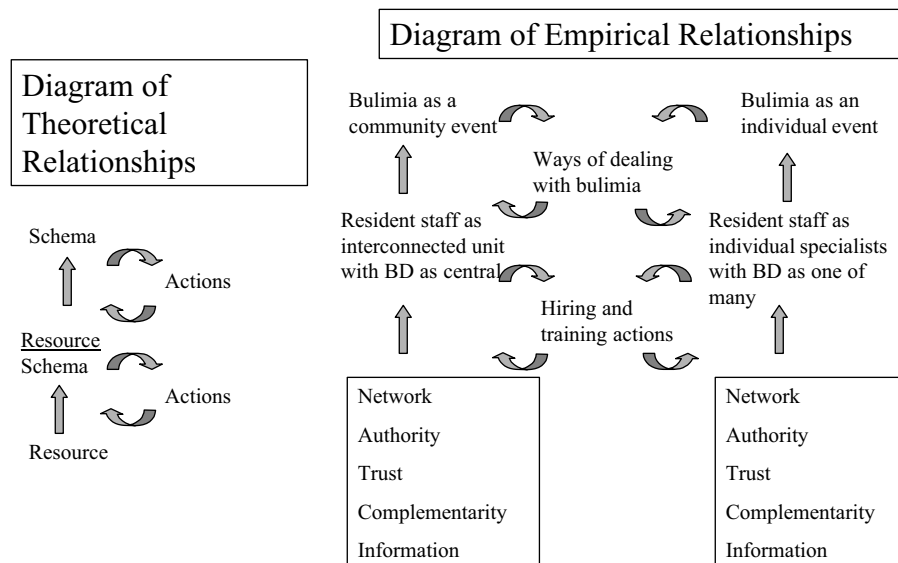 Diagram of
Theoretical
Relationships
Schema
Actions
Resource
Schema
Actions
Resource
Diagram of Empirical Relationships
Bulimia as a
community event
Bulimia as an
individual event
Ways of dealing
with bulimia
Resident staff as
interconnected unit
with BD as central
Resident staff as
individual specialists
with BD as one of
many
Hiring and
training actions
Network
Authority
Trust
Complementarity
Information
Network
Authority
Trust
Complementarity
Information